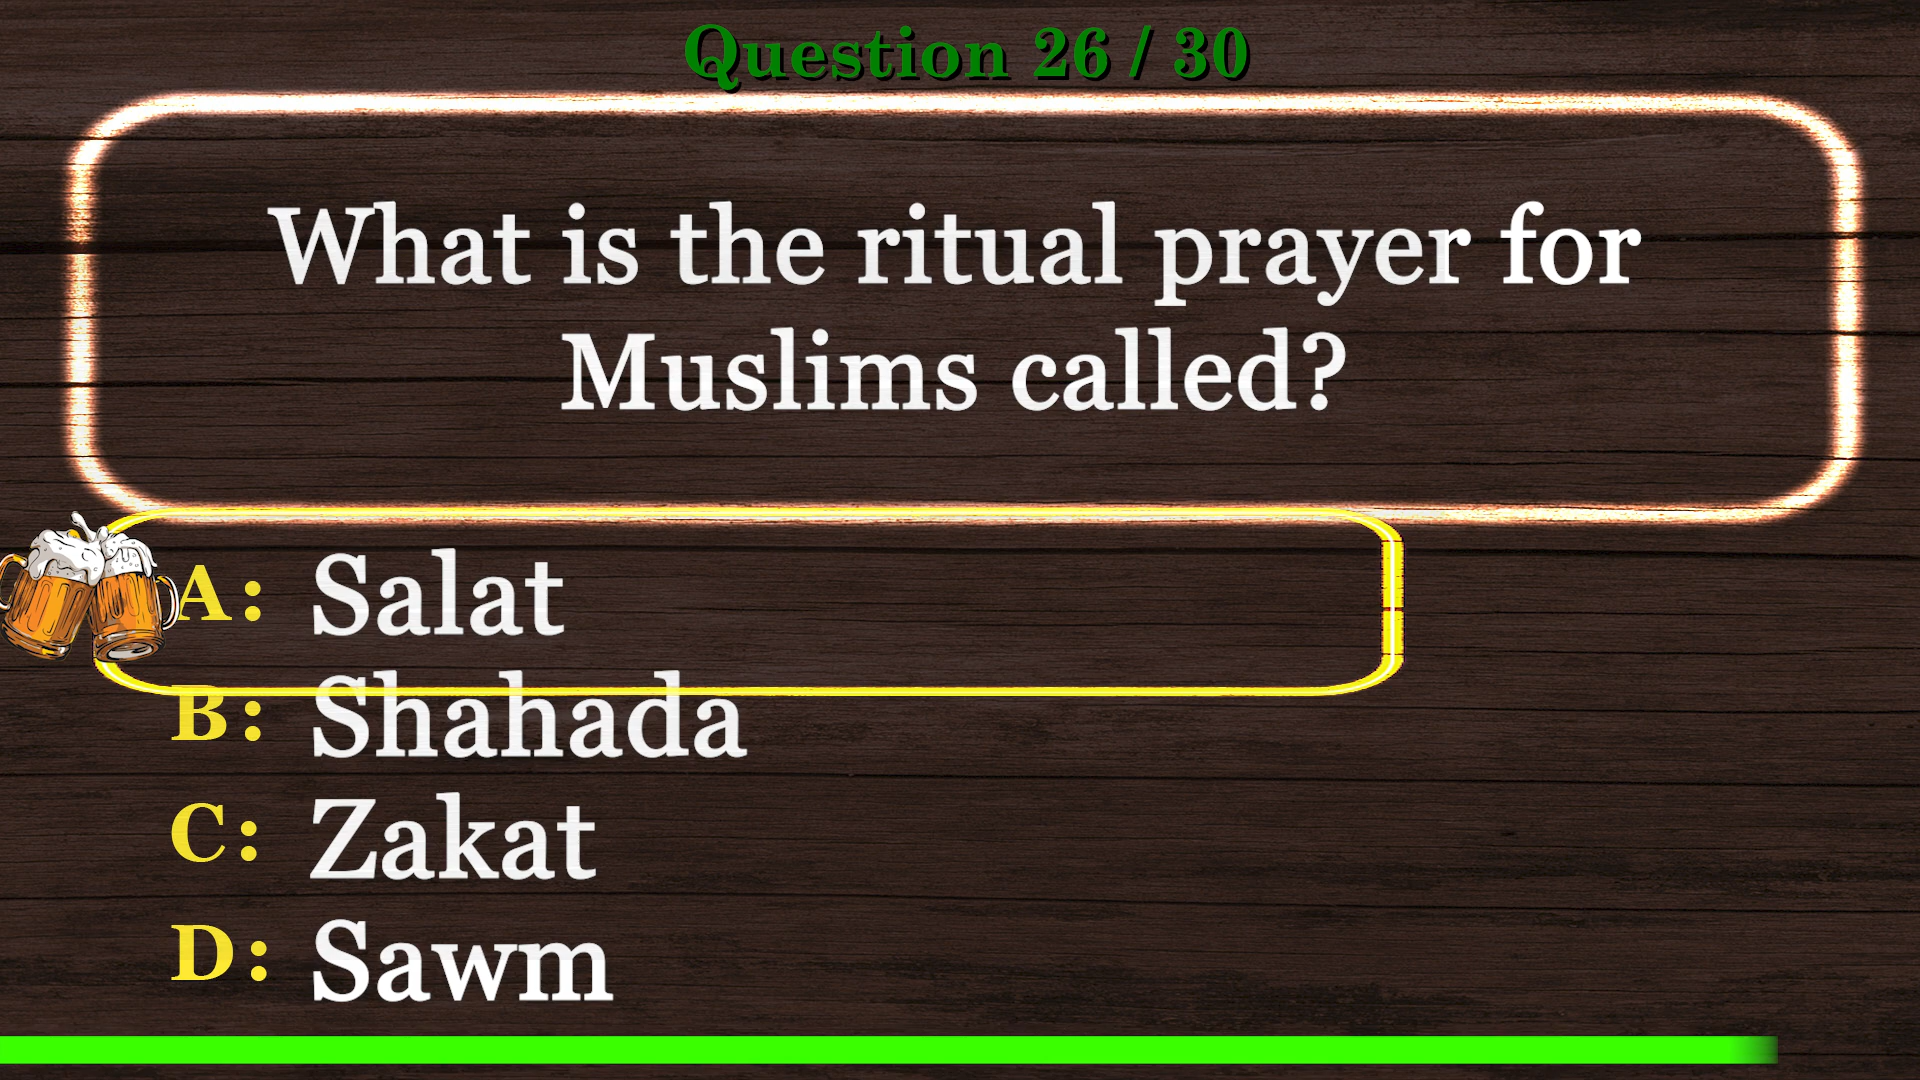 Question 26 / 30
What is the ritual prayer for
Muslims called?
A: Salat
B: Shahada
C: Zakat
D: Sawm